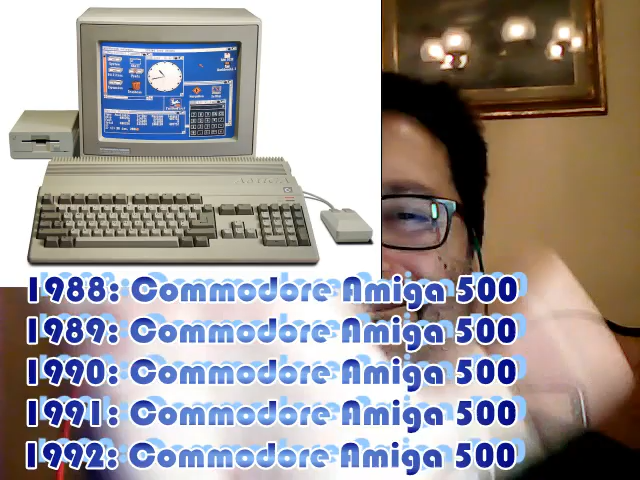 1988: Commodore Amiga 500
1989: Commodore Amiga 500
1990: Commodore Amiga 500
1991: Commodore Amiga 500
1992: Commodore Amiga 500